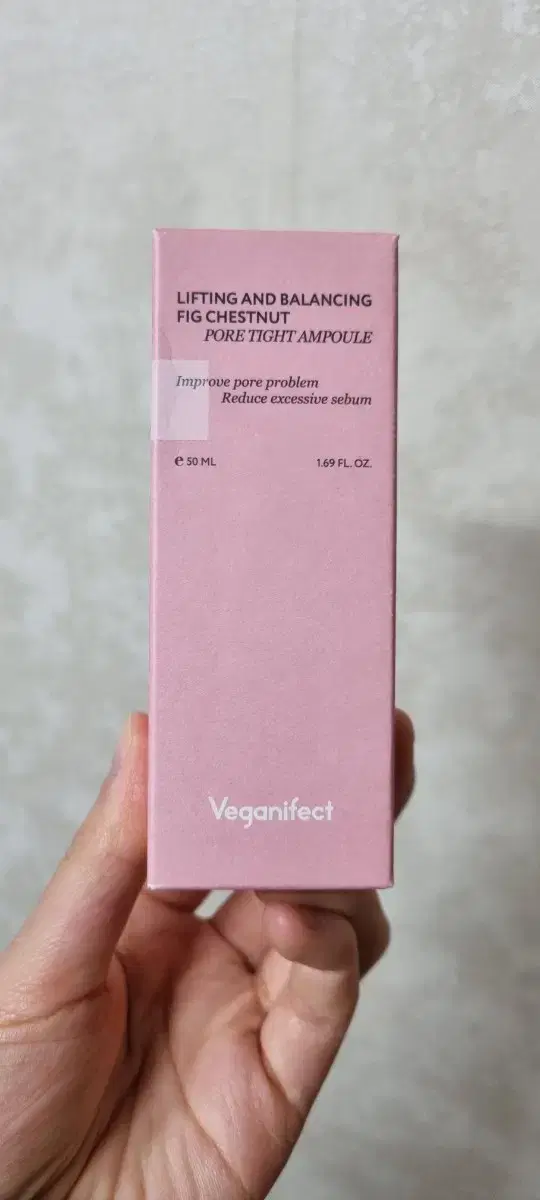 LIFTING AND BALANCING
FIG CHESTNUT
PORE TIGHT AMPOULE
Improve pore problem
Reduce excessive sebum
℮ 50 ML 1.69 FL. OZ.
Veganifect